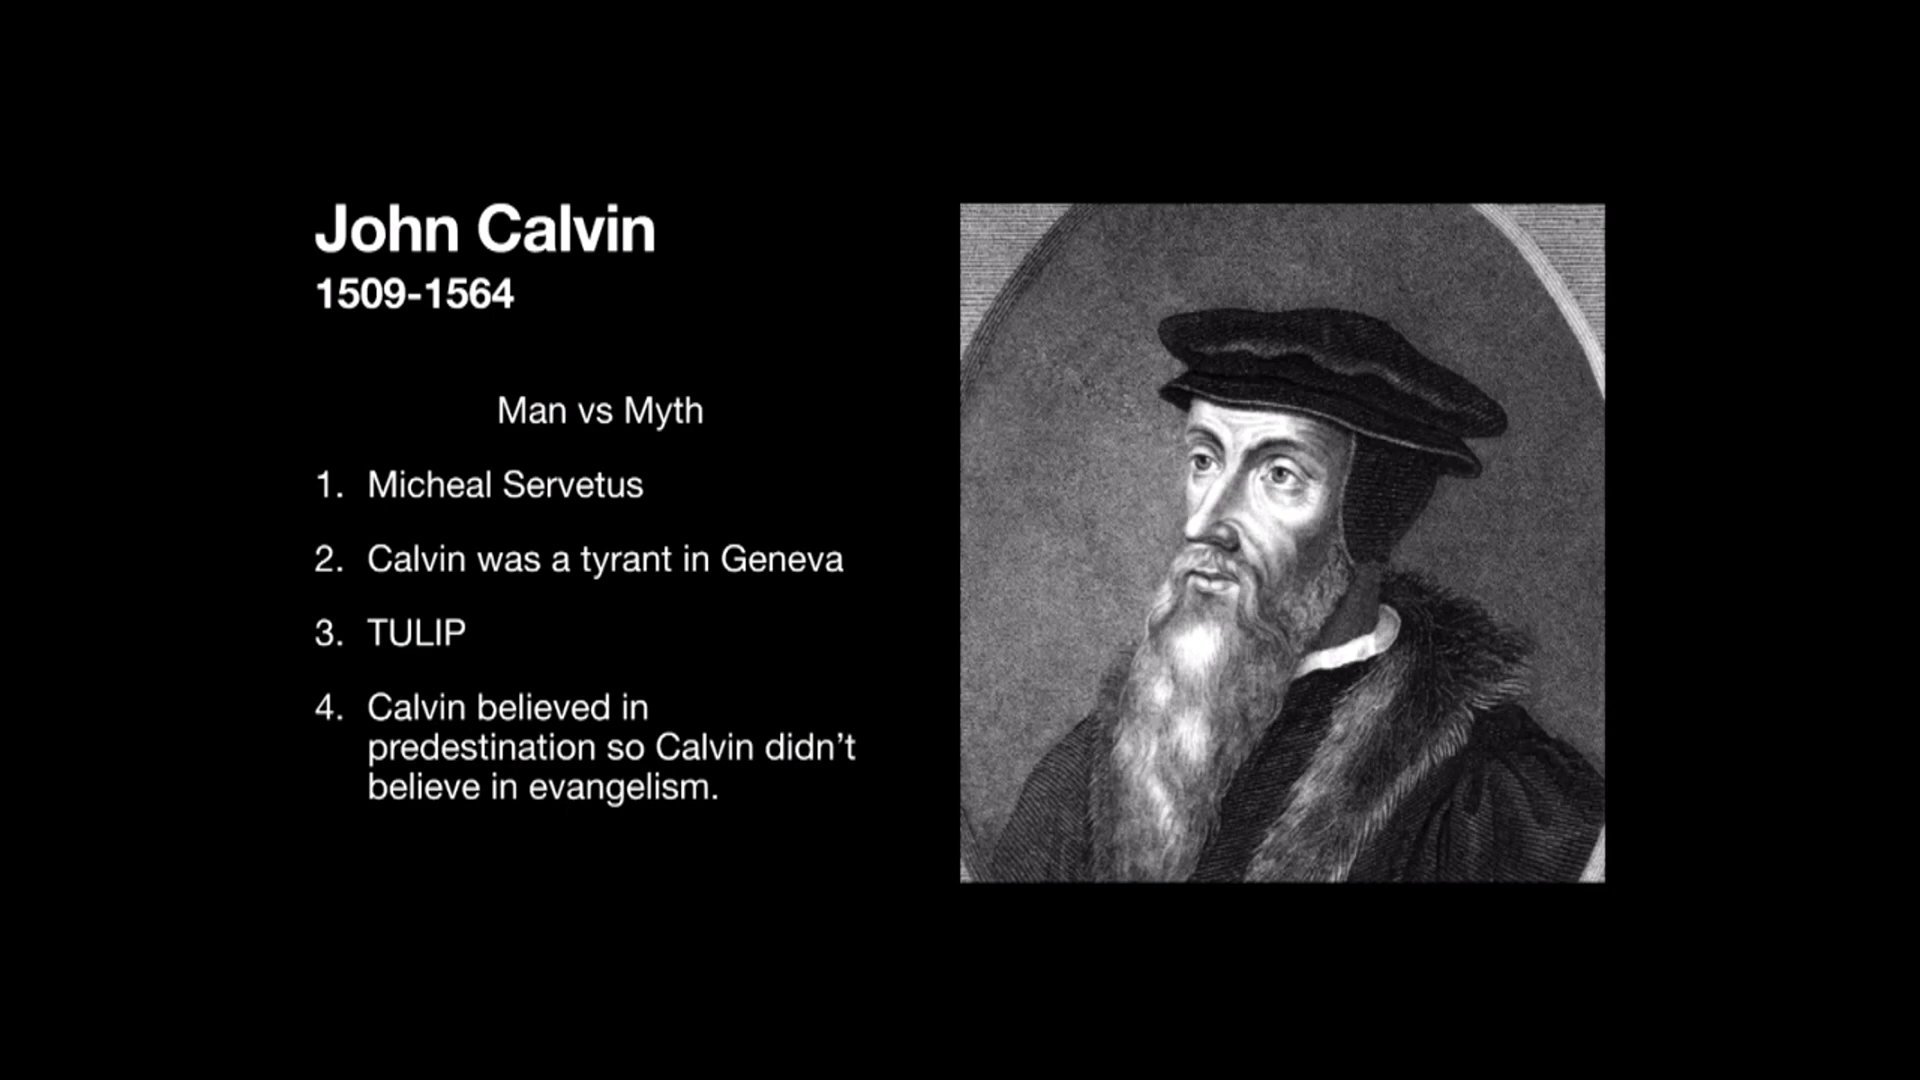 John Calvin
1509-1564
Man vs Myth
1. Micheal Servetus
2. Calvin was a tyrant in Geneva
3. TULIP
4. Calvin believed in
predestination so Calvin didn’t
believe in evangelism.